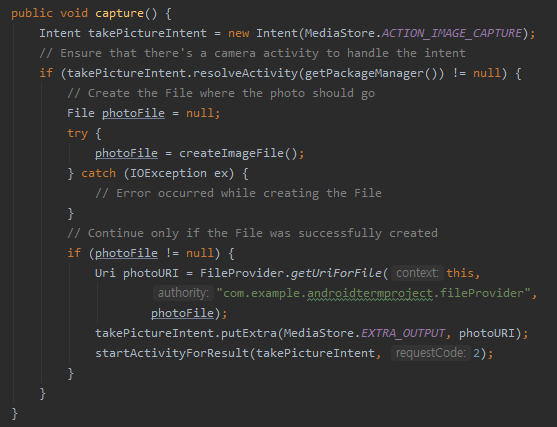 public void capture() {
Intent takePictureIntent = new Intent(MediaStore.ACTION_IMAGE_CAPTURE);
// Ensure that there's a camera activity to handle the intent
if (takePictureIntent.resolveActivity(getPackageManager()) != null) {
// Create the File where the photo should go
File photoFile = null;
try {
photoFile = createImageFile();
} catch (IOException ex) {
// Error occurred while creating the File
}
// Continue only if the File was successfully created
if (photoFile != null) {
Uri photoURI = FileProvider.getUriForFile( context: this,
authority: "com.example.androidtermproject.fileProvider",
photoFile);
takePictureIntent.putExtra(MediaStore.EXTRA_OUTPUT, photoURI);
startActivityForResult(takePictureIntent, requestCode: 2);
}
}
}